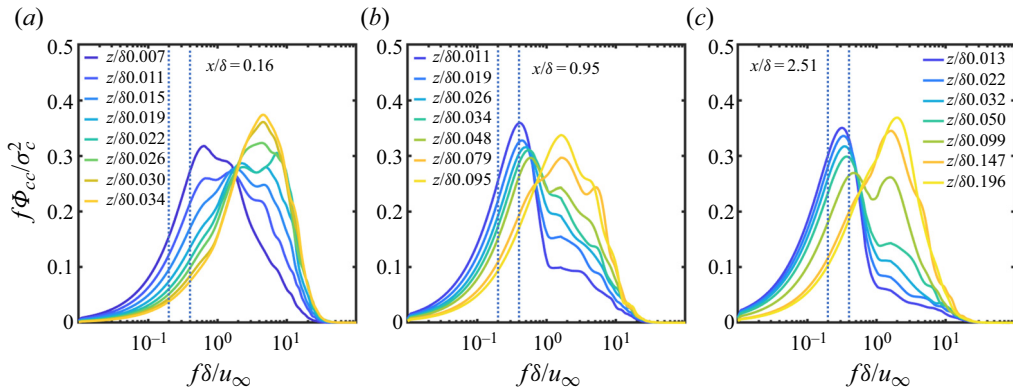 (a)
fΦcc/σc²
0.5
0.4
0.3
0.2
0.1
0
x/δ = 0.16
z/δ0.007
z/δ0.011
z/δ0.015
z/δ0.019
z/δ0.022
z/δ0.026
z/δ0.030
z/δ0.034
10⁻¹ 10⁰ 10¹
fδ/u∞
(b)
0.5
0.4
0.3
0.2
0.1
0
x/δ = 0.95
z/δ0.011
z/δ0.019
z/δ0.026
z/δ0.034
z/δ0.048
z/δ0.079
z/δ0.095
10⁻¹ 10⁰ 10¹
fδ/u∞
(c)
0.5
0.4
0.3
0.2
0.1
0
x/δ = 2.51
z/δ0.013
z/δ0.022
z/δ0.032
z/δ0.050
z/δ0.099
z/δ0.147
z/δ0.196
10⁻¹ 10⁰ 10¹
fδ/u∞